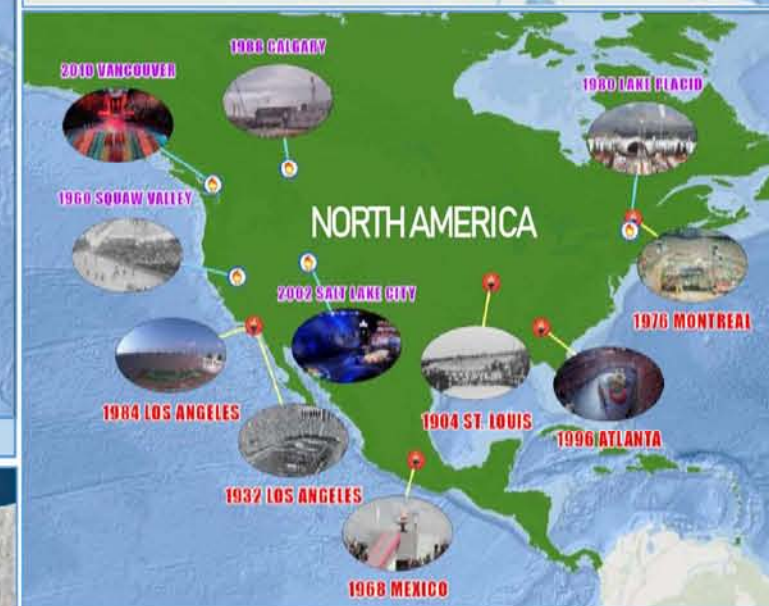 1988 CALGARY
2010 VANCOUVER
1980 LAKE PLACID
1960 SQUAW VALLEY
NORTH AMERICA
2002 SALT LAKE CITY
1976 MONTREAL
1984 LOS ANGELES
1904 ST. LOUIS
1996 ATLANTA
1932 LOS ANGELES
1968 MEXICO